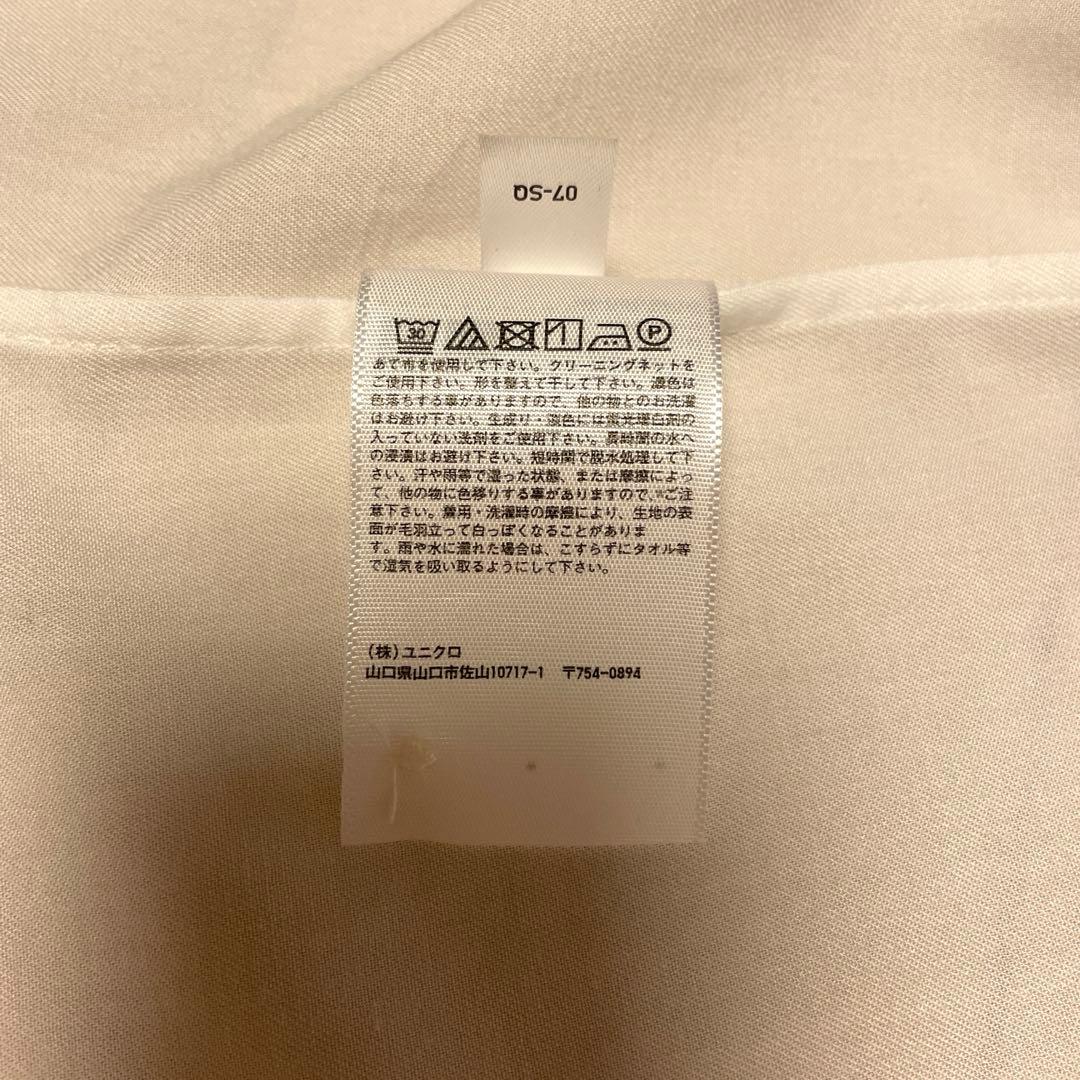 07-SQ
30
P
あて布を使用して下さい。クリーニングネットを
ご使用下さい。形を整えて干して下さい。濃色は
色落ちする事がありますので、他の物とのお洗濯
はお避け下さい。生成り・淡色には蛍光増白剤の
入っていない洗剤をご使用下さい。長時間の水へ
の浸漬はお避け下さい。短時間で脱水処理して下
さい。汗や雨等で湿った状態、または摩擦によっ
て、他の物に色移りする事がありますので、ご注
意下さい。着用・洗濯時の摩擦により、生地の表
面が毛羽立って白っぽくなることがありま
す。雨や水に濡れた場合は、こすらずにタオル等
で湿気を吸い取るようにして下さい。
(株)ユニクロ
山口県山口市佐山10717-1 〒754-0894